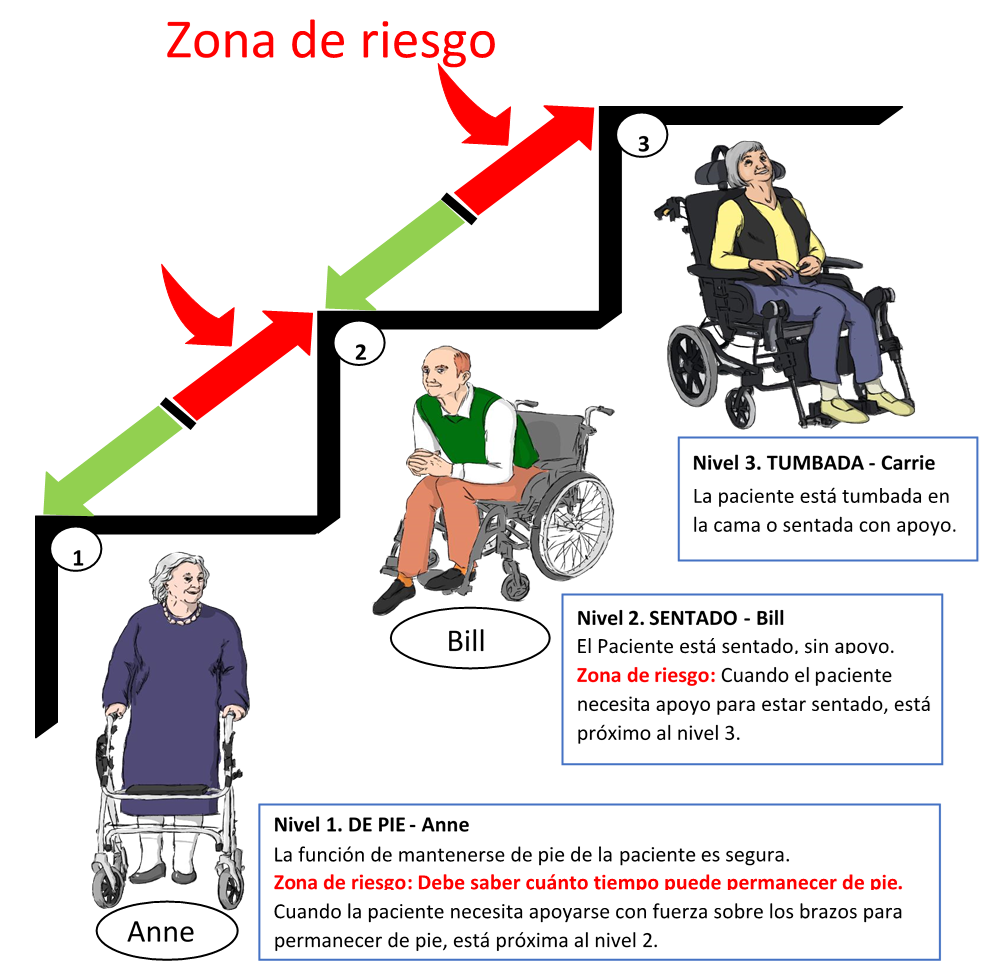 Zona de riesgo
3
2
1
Nivel 3. TUMBADA - Carrie
La paciente está tumbada en
la cama o sentada con apoyo.
Bill
Nivel 2. SENTADO - Bill
El Paciente está sentado, sin apoyo.
Zona de riesgo: Cuando el paciente
necesita apoyo para estar sentado, está
próximo al nivel 3.
Nivel 1. DE PIE - Anne
La función de mantenerse de pie de la paciente es segura.
Zona de riesgo: Debe saber cuánto tiempo puede permanecer de pie.
Cuando la paciente necesita apoyarse con fuerza sobre los brazos para
permanecer de pie, está próxima al nivel 2.
Anne